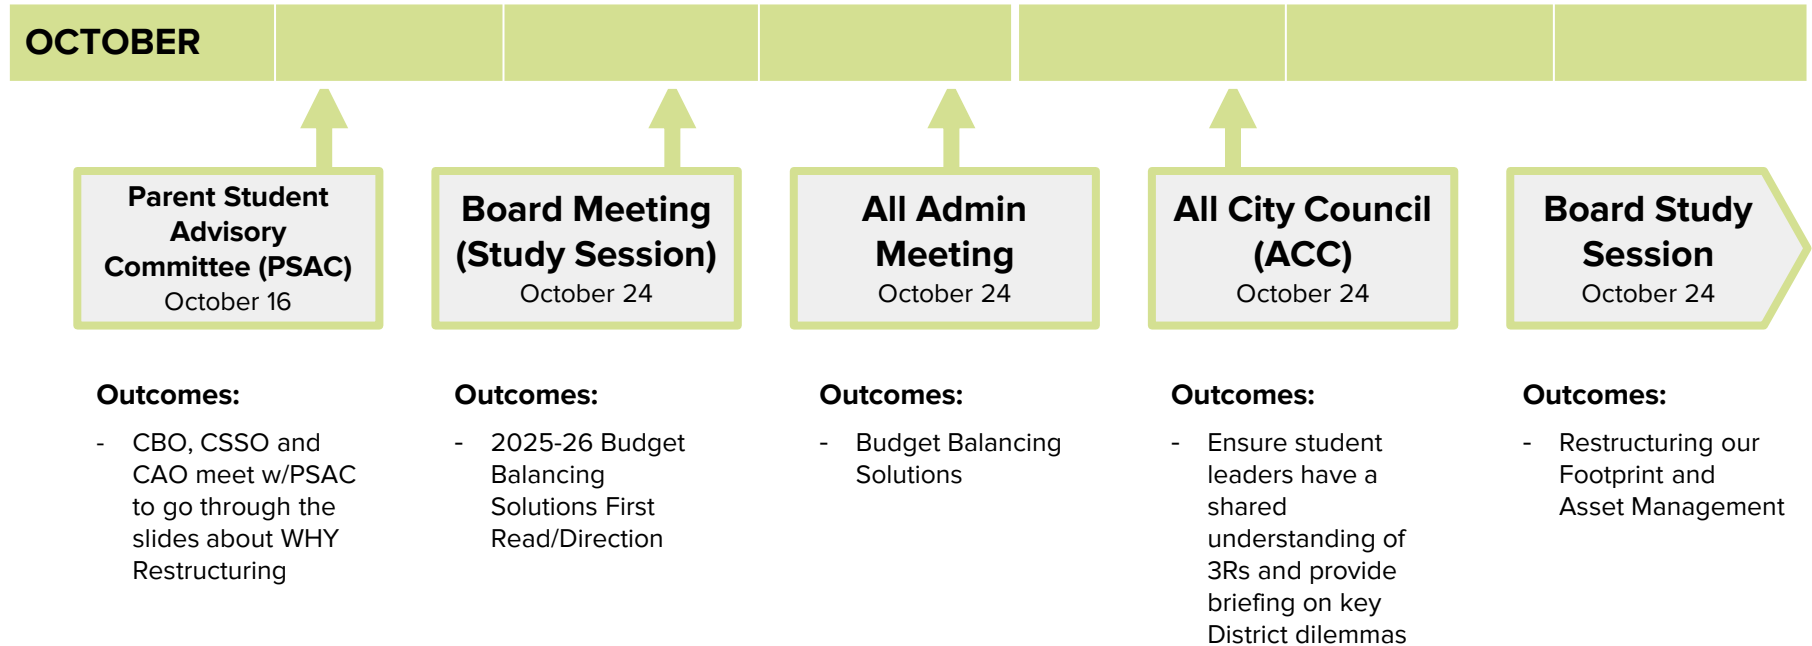 OCTOBER
Parent Student
Advisory
Committee (PSAC)
October 16
Board Meeting
(Study Session)
October 24
All Admin
Meeting
October 24
All City Council
(ACC)
October 24
Board Study
Session
October 24
Outcomes:
- CBO, CSSO and
CAO meet w/PSAC
to go through the
slides about WHY
Restructuring
Outcomes:
- 2025-26 Budget
Balancing
Solutions First
Read/Direction
Outcomes:
- Budget Balancing
Solutions
Outcomes:
- Ensure student
leaders have a
shared
understanding of
3Rs and provide
briefing on key
District dilemmas
Outcomes:
- Restructuring our
Footprint and
Asset Management